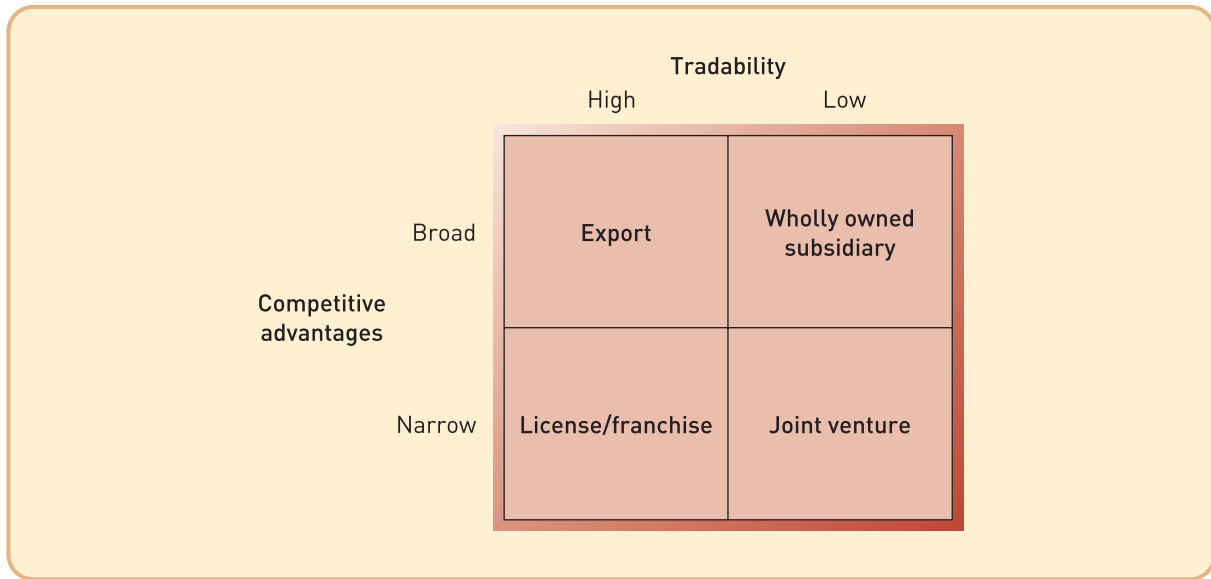 Tradability
High Low
Broad
Export
Wholly owned
subsidiary
Competitive
advantages
Narrow
License/franchise
Joint venture